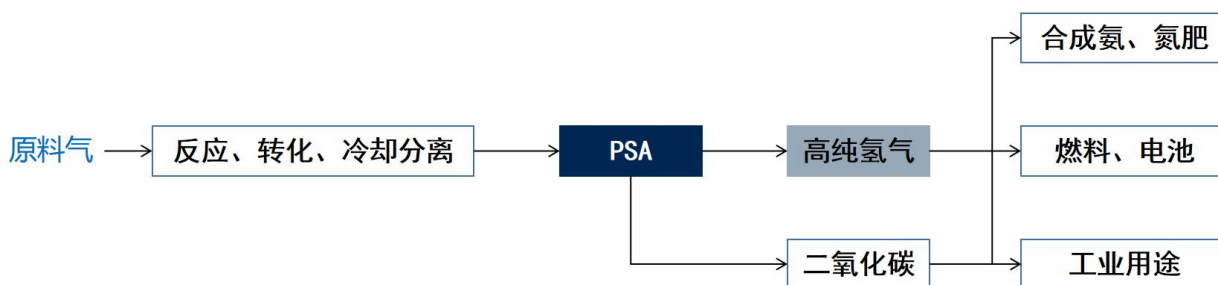 合成氨、氮肥
原料气
反应、转化、冷却分离
PSA
高纯氢气
燃料、电池
二氧化碳
工业用途